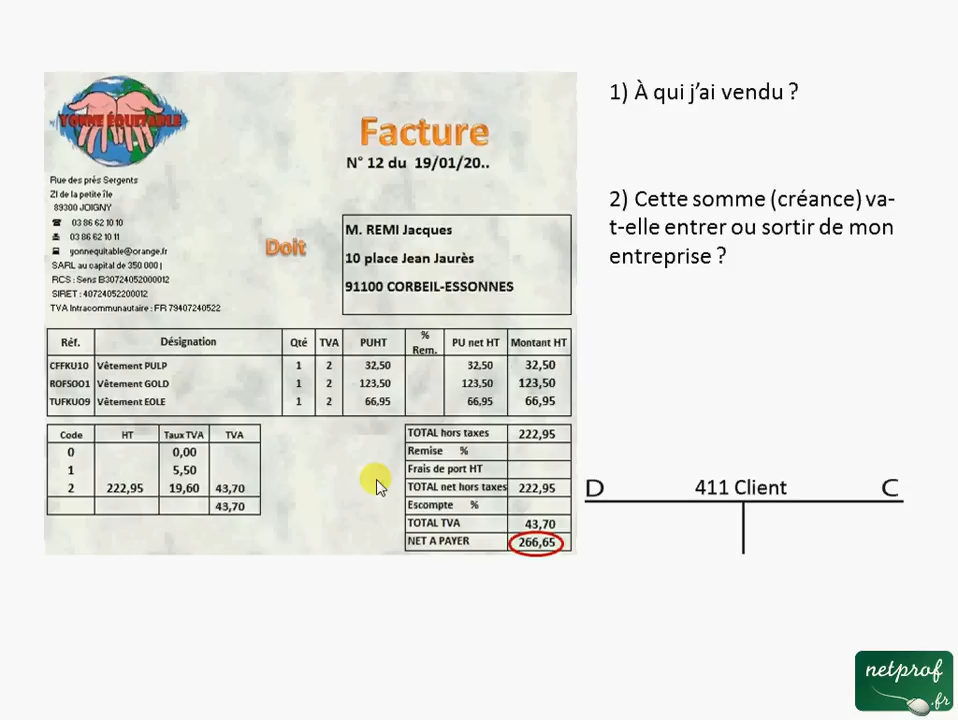 YONNE ÉQUITABLE
Facture
N° 12 du 19/01/20..
Rue des prés Sergents
ZI de la petite île
89300 JOIGNY
03 86 62 10 10
03 86 62 10 11
yonnequitable@orange.fr
SARL au capital de 350 000 |
RCS : Sens B30724052000012
SIRET : 40724052200012
TVA Intracommunautaire : FR 79407240522
Doit
M. REMI Jacques
10 place Jean Jaurès
91100 CORBEIL-ESSONNES
Réf. Désignation Qté TVA PUHT % Rem. PU net HT Montant HT
CFFKU10 Vêtement PULP 1 2 32,50 32,50 32,50
ROFSOO1 Vêtement GOLD 1 2 123,50 123,50 123,50
TUFKU09 Vêtement EOLE 1 2 66,95 66,95 66,95
Code HT Taux TVA TVA
0 0,00
1 5,50
2 222,95 19,60 43,70
43,70
TOTAL hors taxes 222,95
Remise %
Frais de port HT
TOTAL net hors taxes 222,95
Escompte %
TOTAL TVA 43,70
NET A PAYER 266,65
1) À qui j'ai vendu ?
2) Cette somme (créance) va-
t-elle entrer ou sortir de mon
entreprise ?
D 411 Client C
netprof
.fr